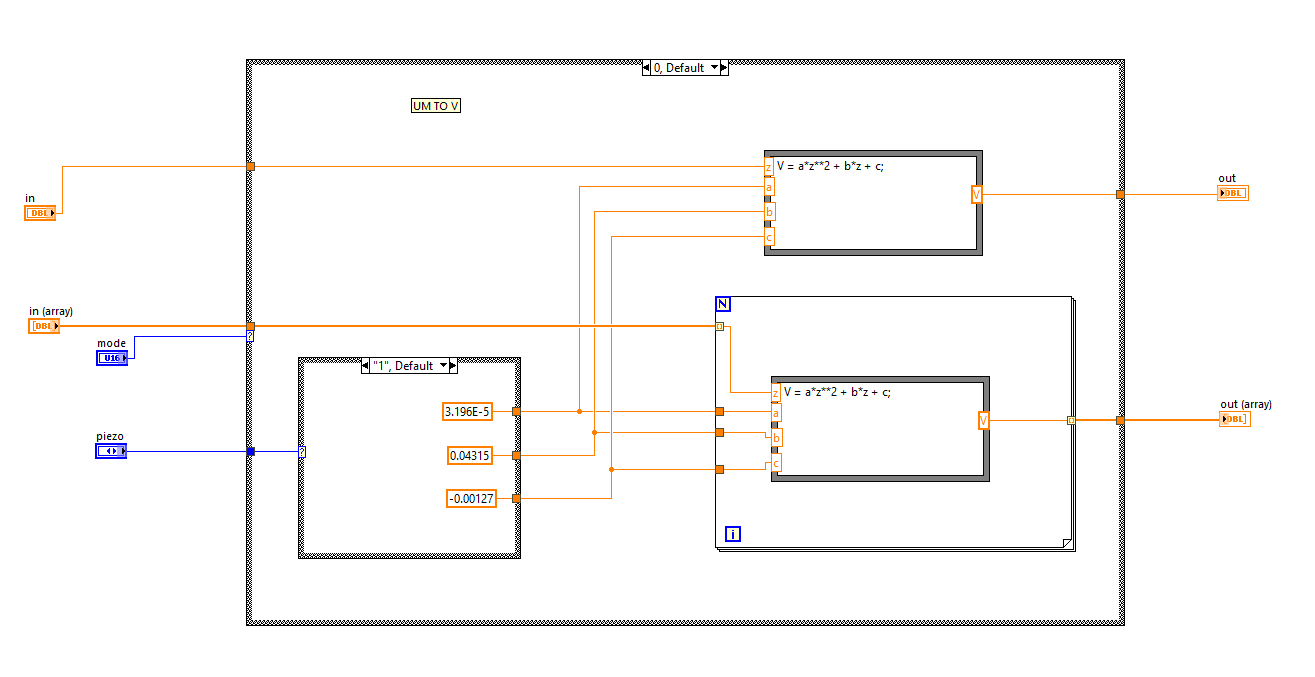 0, Default
UM TO V
in
DBL
z
V = a*z**2 + b*z + c;
a
b
c
V
out
DBL
in (array)
[DBL
mode
U16
?
"1", Default
3.196E-5
0.04315
-0.00127
piezo
?
N
z
V = a*z**2 + b*z + c;
a
b
c
V
i
out (array)
DBL]